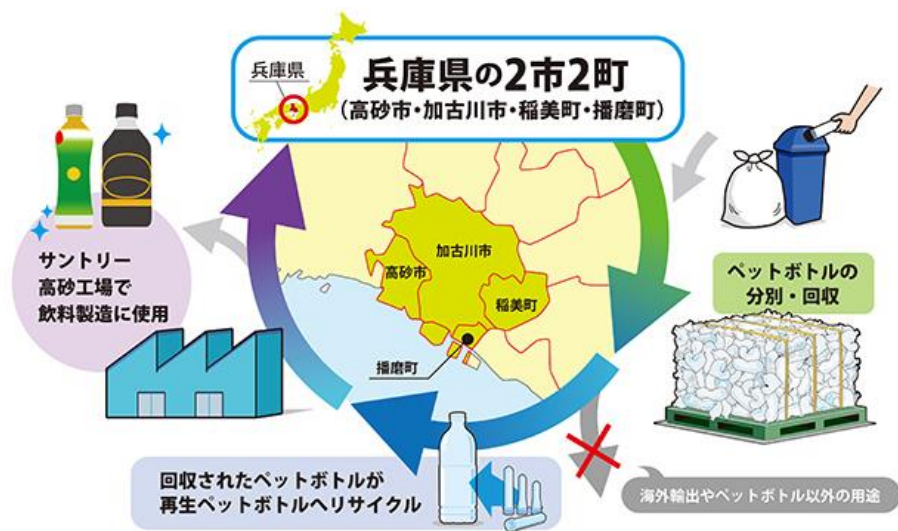 兵庫県
兵庫県の2市2町
(高砂市・加古川市・稲美町・播磨町)
サントリー
高砂工場で
飲料製造に使用
加古川市
高砂市
稲美町
播磨町
ペットボトルの
分別・回収
回収されたペットボトルが
再生ペットボトルへリサイクル
海外輸出やペットボトル以外の用途